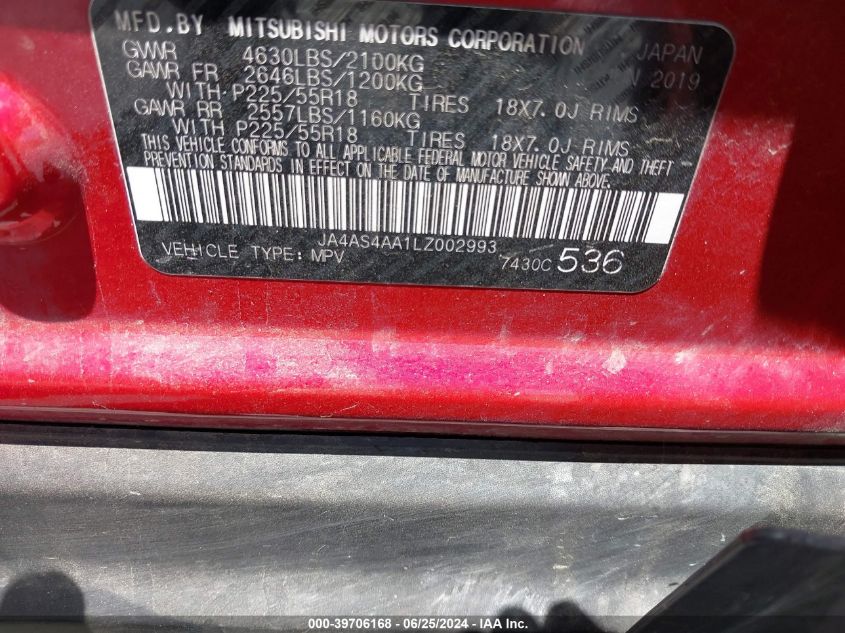 MFD.BY MITSUBISHI MOTORS CORPORATION JAPAN
GVWR 4630LBS/2100KG N 2019
GAWR FR 2646LBS/1200KG
WITH P225/55R18 TIRES 18X7.0J RIMS
GAWR RR 2557LBS/1160KG
WITH P225/55R18 TIRES 18X7.0J RIMS
THIS VEHICLE CONFORMS TO ALL APPLICABLE FEDERAL MOTOR VEHICLE SAFETY AND THEFT
PREVENTION STANDARDS IN EFFECT ON THE DATE OF MANUFACTURE SHOWN ABOVE.
JA4AS4AA1LZ002993
VEHICLE TYPE: MPV 7430C 536
000-39706168 - 06/25/2024 - IAA Inc.